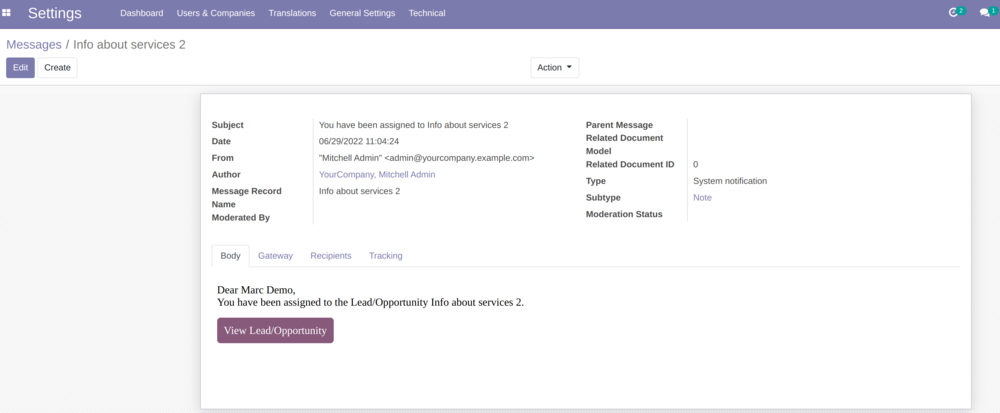 Settings Dashboard Users & Companies Translations General Settings Technical 2 1
Messages / Info about services 2
Edit Create Action
Subject You have been assigned to Info about services 2
Date 06/29/2022 11:04:24
From "Mitchell Admin" <admin@yourcompany.example.com>
Author YourCompany, Mitchell Admin
Message Record
Name
Info about services 2
Moderated By
Parent Message
Related Document
Model
Related Document ID 0
Type System notification
Subtype Note
Moderation Status
Body Gateway Recipients Tracking
Dear Marc Demo,
You have been assigned to the Lead/Opportunity Info about services 2.
View Lead/Opportunity